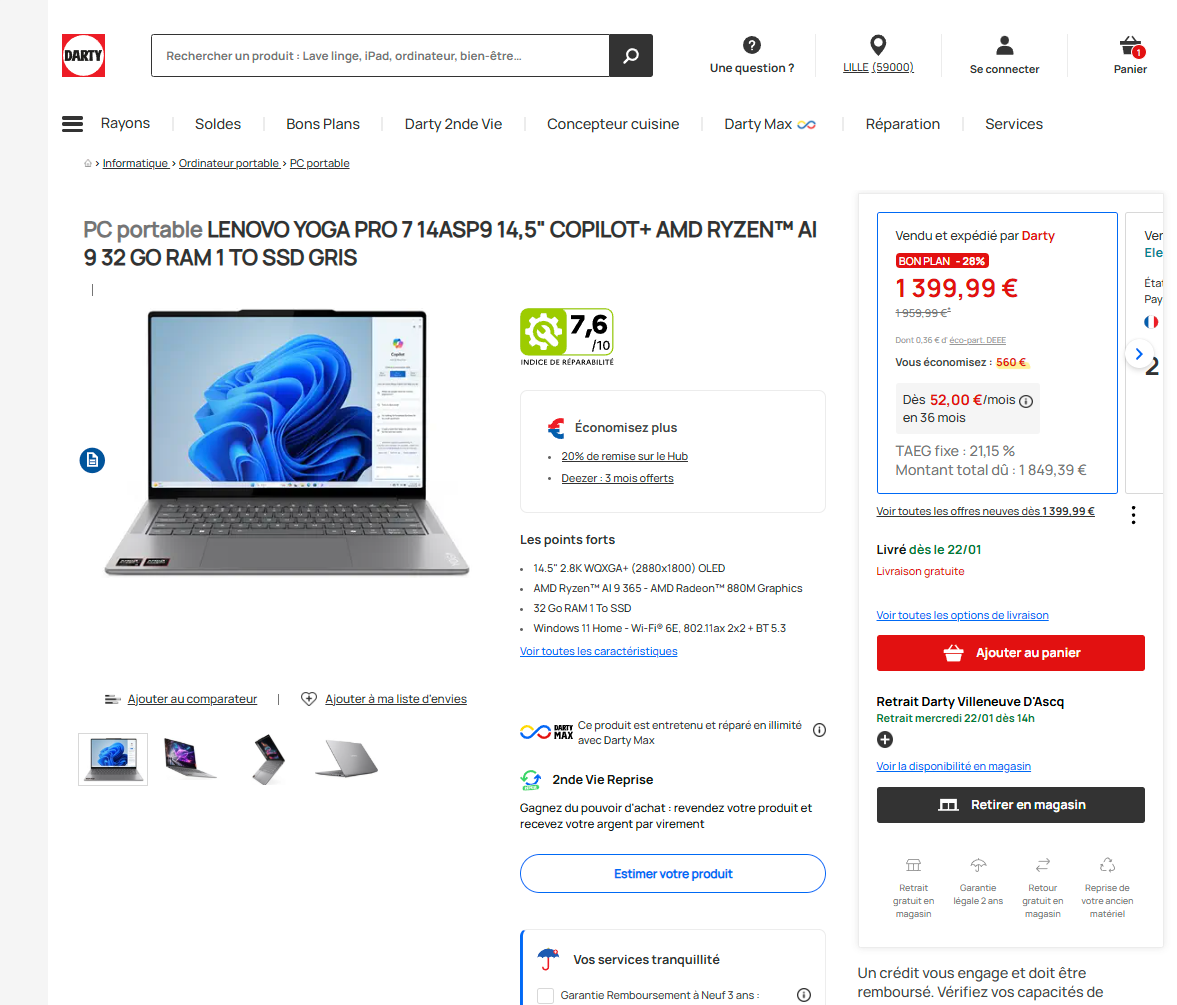 DARTY
Rechercher un produit : Lave linge, iPad, ordinateur, bien-être...
Une question ?
LILLE (59000)
Se connecter
1
Panier
Rayons
Soldes
Bons Plans
Darty 2nde Vie
Concepteur cuisine
Darty Max
Réparation
Services
> Informatique > Ordinateur portable > PC portable
PC portable LENOVO YOGA PRO 7 14ASP9 14,5" COPILOT+ AMD RYZEN™ AI
9 32 GO RAM 1 TO SSD GRIS
|
Copilot
7,6
/10
INDICE DE RÉPARABILITÉ
Économisez plus
• 20% de remise sur le Hub
• Deezer : 3 mois offerts
Les points forts
• 14.5" 2.8K WQXGA+ (2880x1800) OLED
• AMD Ryzen™ AI 9 365 - AMD Radeon™ 880M Graphics
• 32 Go RAM 1 To SSD
• Windows 11 Home - Wi-Fi® 6E, 802.11ax 2x2 + BT 5.3
Voir toutes les caractéristiques
Ajouter au comparateur | Ajouter à ma liste d'envies
DARTY
MAX
Ce produit est entretenu et réparé en illimité
avec Darty Max
2nde Vie Reprise
Gagnez du pouvoir d'achat : revendez votre produit et
recevez votre argent par virement
Estimer votre produit
Vos services tranquillité
Garantie Remboursement à Neuf 3 ans :
Vendu et expédié par Darty
BON PLAN - 28%
1 399,99 €
1 959,99 €*
Dont 0,36 € d' éco-part. DEEE
Vous économisez : 560 €
Dès 52,00 €/mois
en 36 mois
TAEG fixe : 21,15 %
Montant total dû : 1 849,39 €
Ver
Ele
Éta
Pay
2
Voir toutes les offres neuves dès 1 399,99 €
Livré dès le 22/01
Livraison gratuite
Voir toutes les options de livraison
Ajouter au panier
Retrait Darty Villeneuve D'Ascq
Retrait mercredi 22/01 dès 14h
Voir la disponibilité en magasin
Retirer en magasin
Retrait
gratuit en
magasin
Garantie
légale 2 ans
Retour
gratuit en
magasin
Reprise de
votre ancien
matériel
Un crédit vous engage et doit être
remboursé. Vérifiez vos capacités de